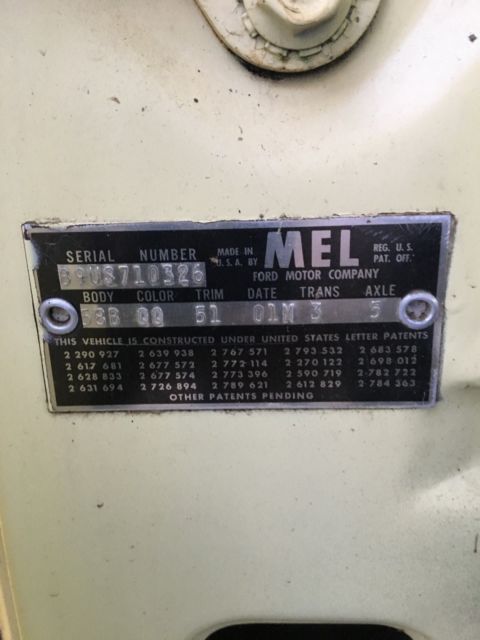 SERIAL NUMBER MADE IN U.S.A. BY MEL REG. U.S. PAT. OFF.
B9US710326 FORD MOTOR COMPANY
BODY COLOR TRIM DATE TRANS AXLE
58B QQ 51 01M 3 5
THIS VEHICLE IS CONSTRUCTED UNDER UNITED STATES LETTER PATENTS
2 290 927 2 639 938 2 767 571 2 793 532 2 683 578
2 617 681 2 677 572 2 772 114 2 270 122 2 698 012
2 628 833 2 677 574 2 773 396 2 590 719 2 782 722
2 631 694 2 726 894 2 789 621 2 612 829 2 784 363
OTHER PATENTS PENDING